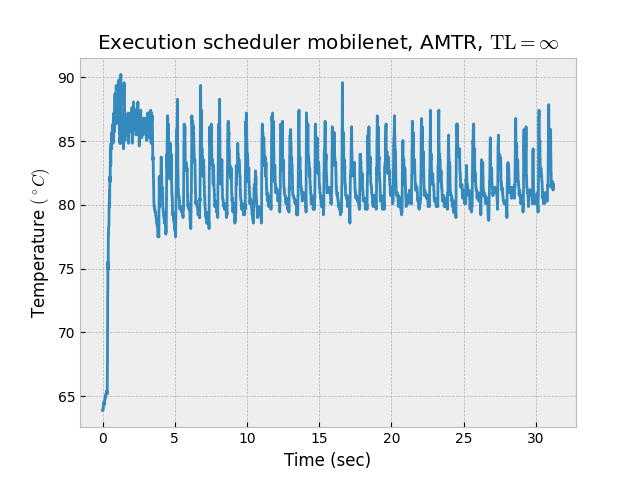 Execution scheduler mobilenet, AMTR, TL = ∞
90
85
80
75
70
65
Temperature (°C)
0 5 10 15 20 25 30
Time (sec)